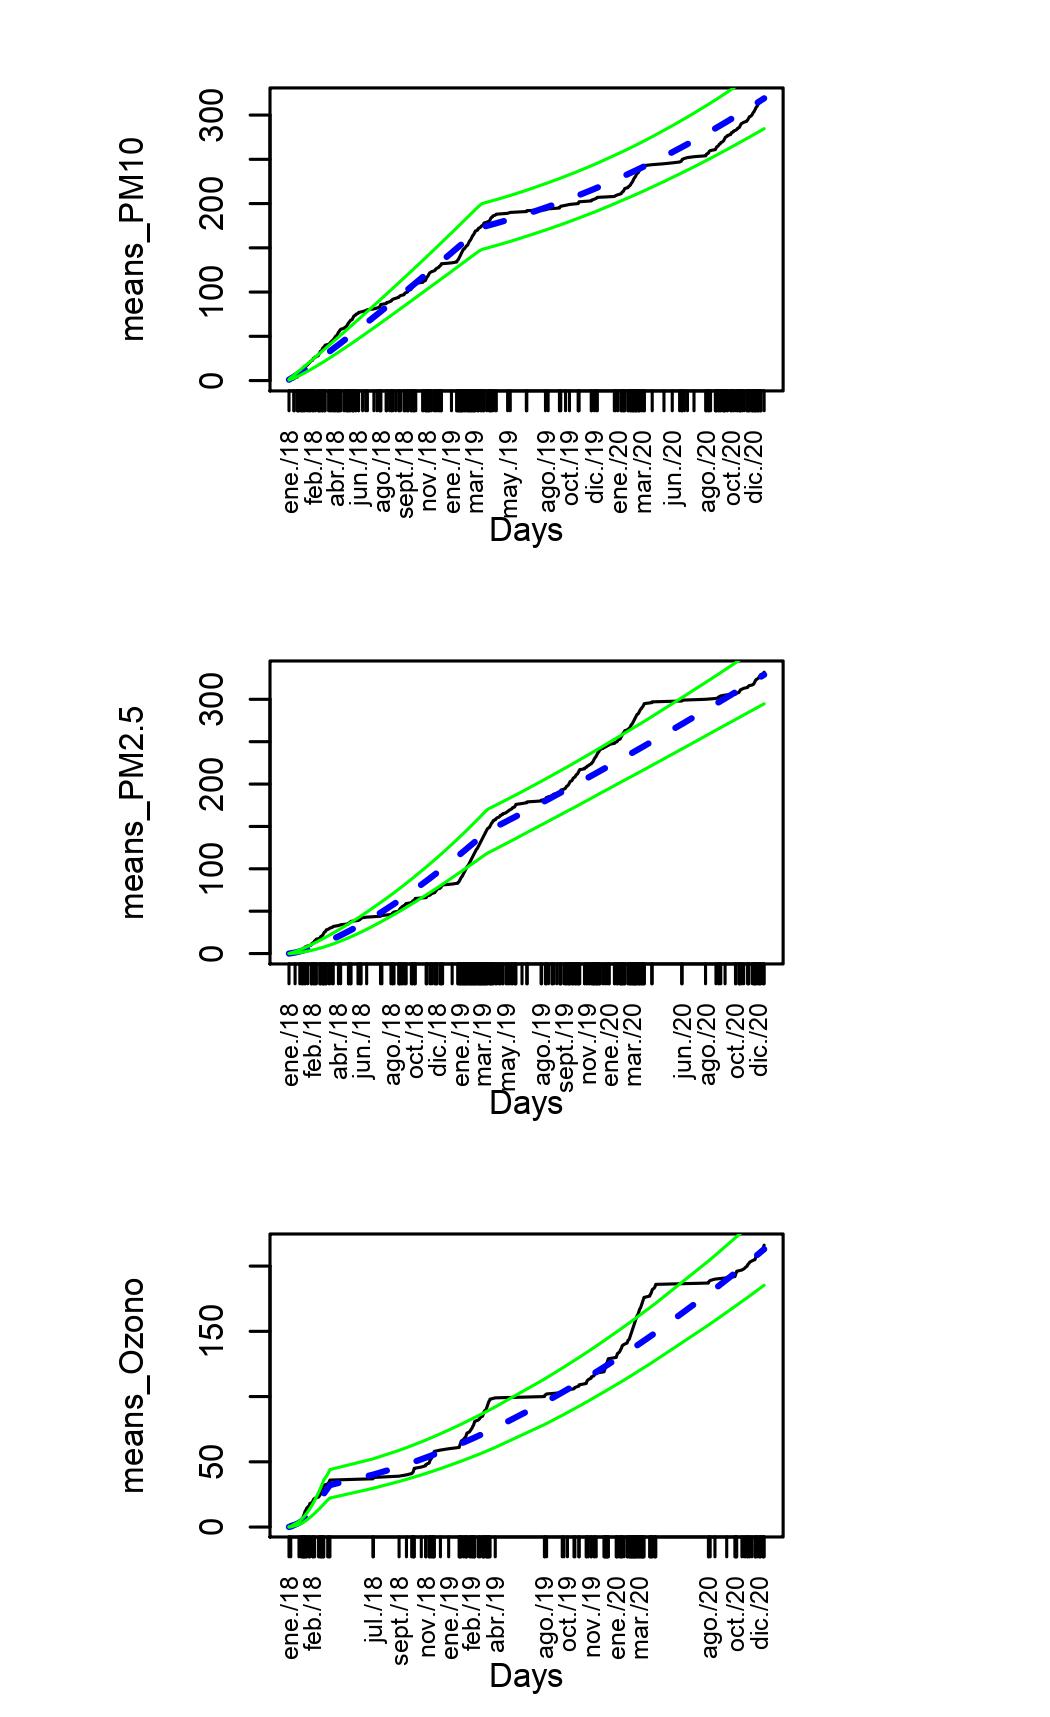 means_PM10
0 100 200 300
ene./18 feb./18 abr./18 jun./18 ago./18 sept./18 nov./18 ene./19 mar./19 may./19 ago./19 oct./19 dic./19 ene./20 mar./20 jun./20 ago./20 oct./20 dic./20
Days
means_PM2.5
0 100 200 300
ene./18 feb./18 abr./18 jun./18 ago./18 oct./18 dic./18 ene./19 mar./19 may./19 ago./19 sept./19 nov./19 ene./20 mar./20 jun./20 ago./20 oct./20 dic./20
Days
means_Ozono
0 50 150
ene./18 feb./18 jul./18 sept./18 nov./18 ene./19 feb./19 abr./19 ago./19 oct./19 nov./19 ene./20 mar./20 ago./20 oct./20 dic./20
Days